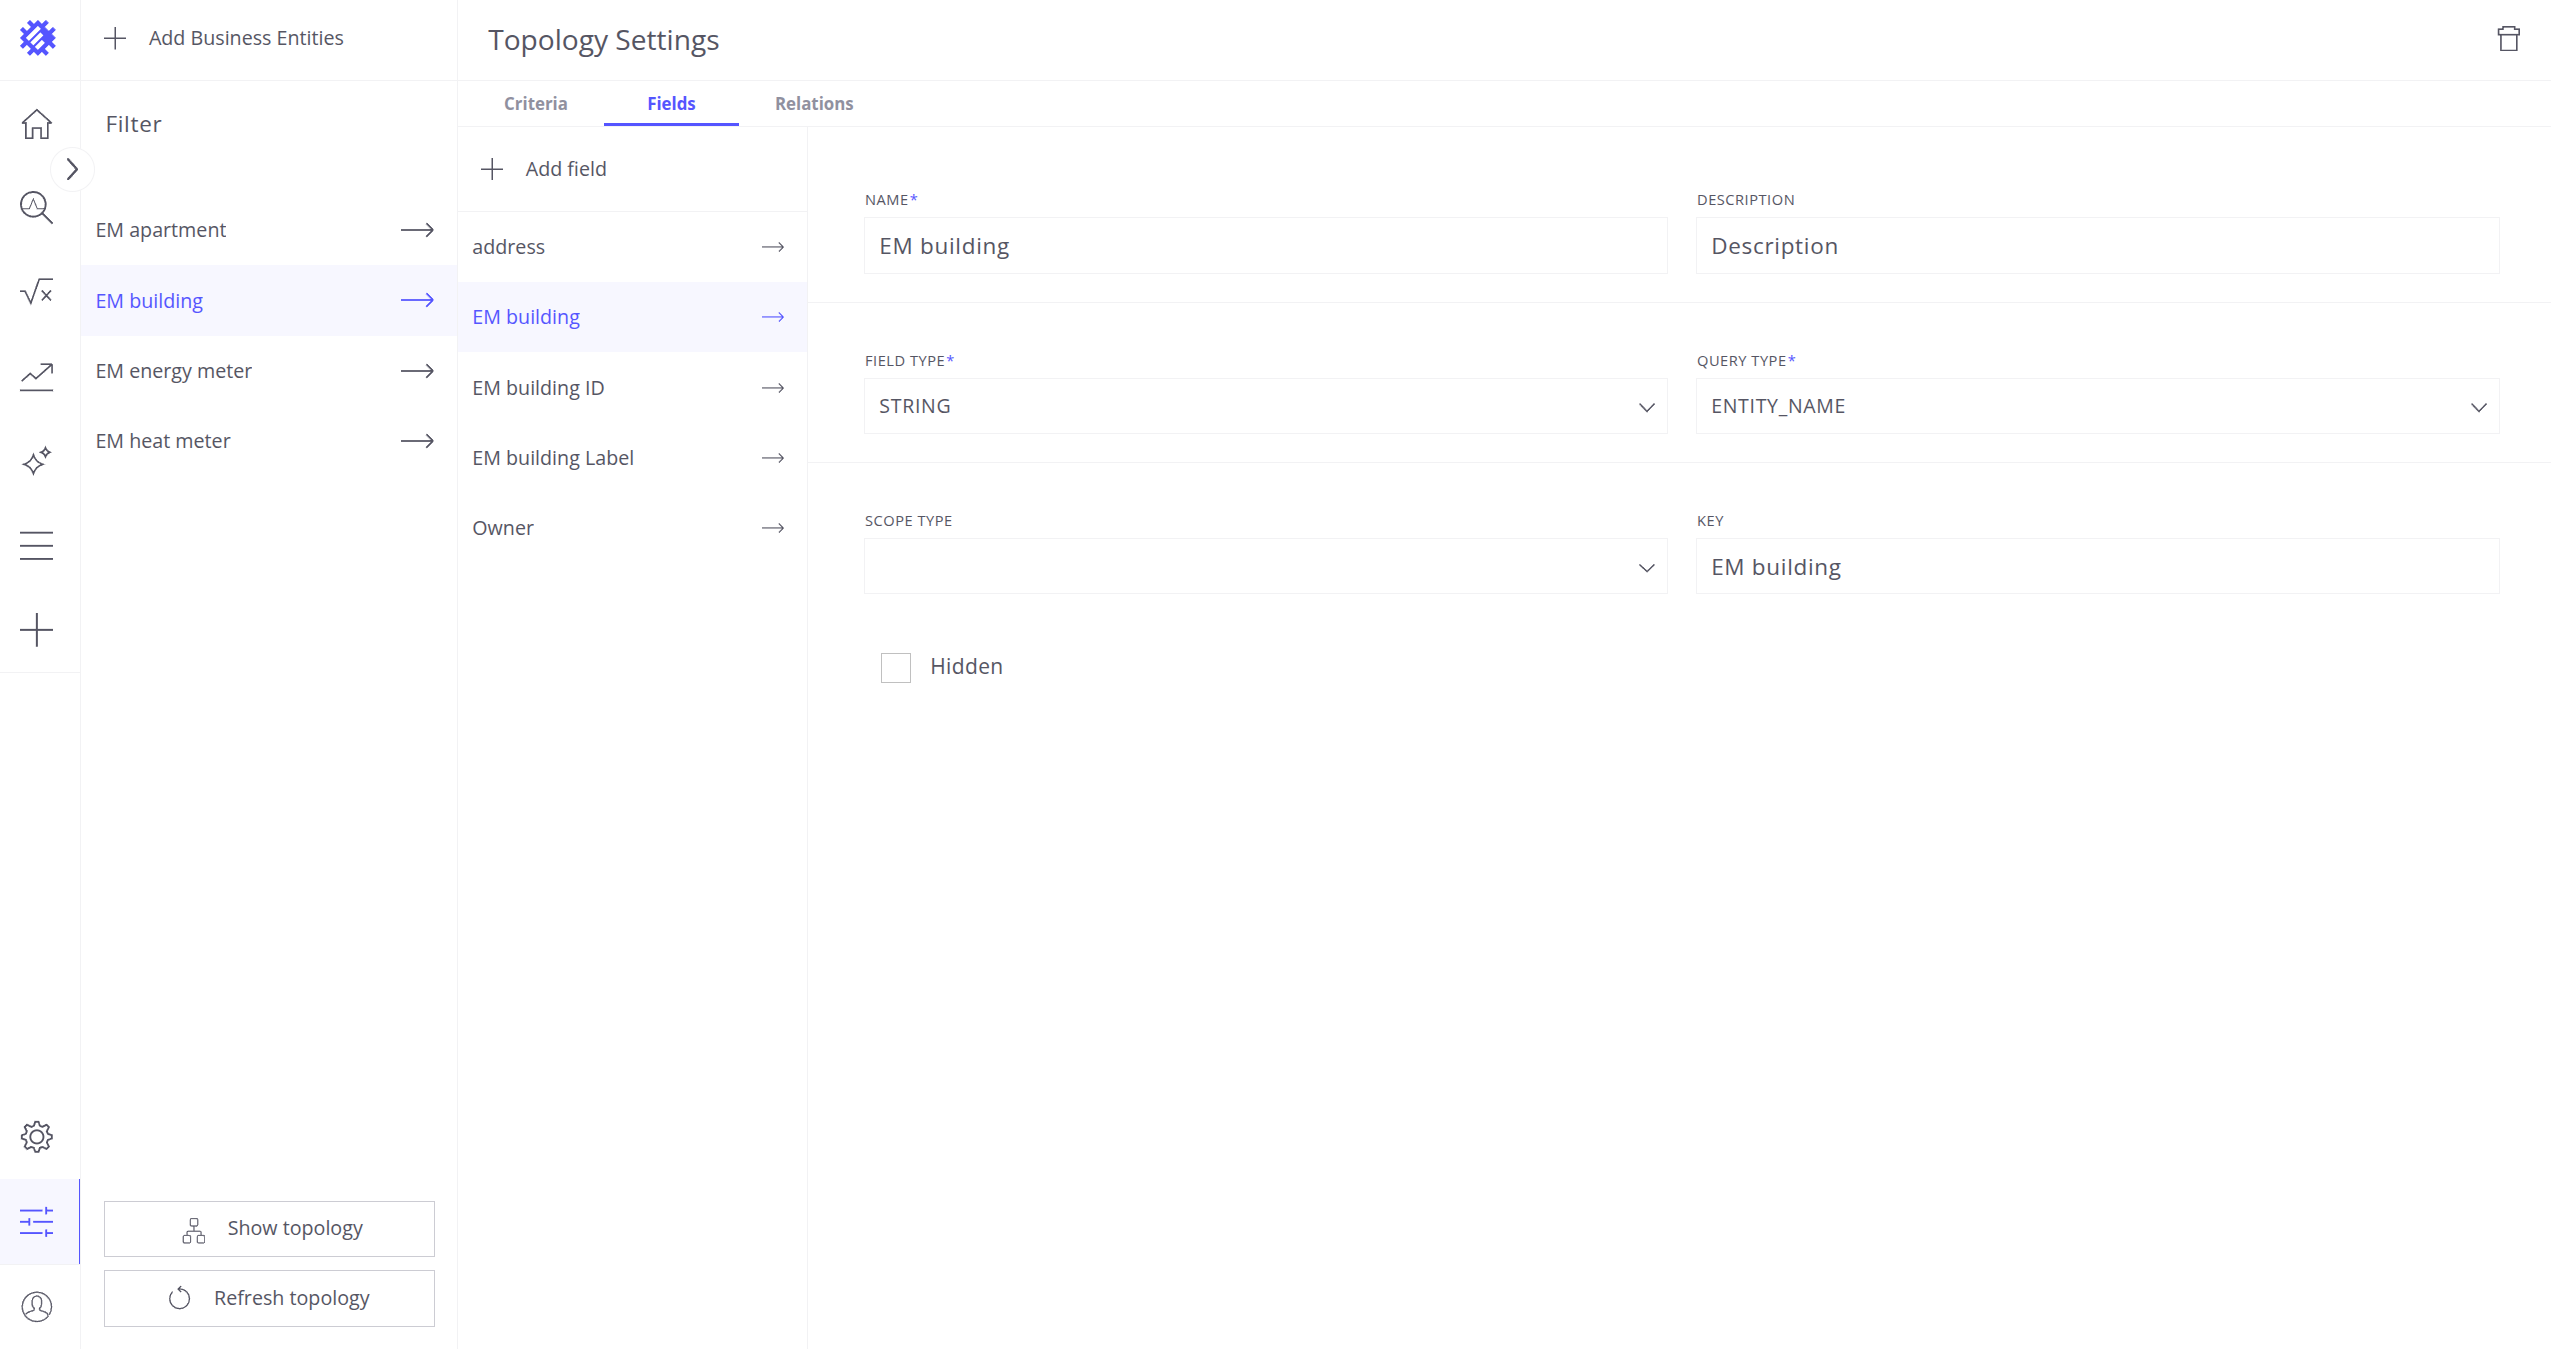 Add Business Entities
Topology Settings
Filter
EM apartment
EM building
EM energy meter
EM heat meter
Show topology
Refresh topology
Criteria
Fields
Relations
Add field
address
EM building
EM building ID
EM building Label
Owner
NAME*
EM building
DESCRIPTION
Description
FIELD TYPE*
STRING
QUERY TYPE*
ENTITY_NAME
SCOPE TYPE
KEY
EM building
Hidden